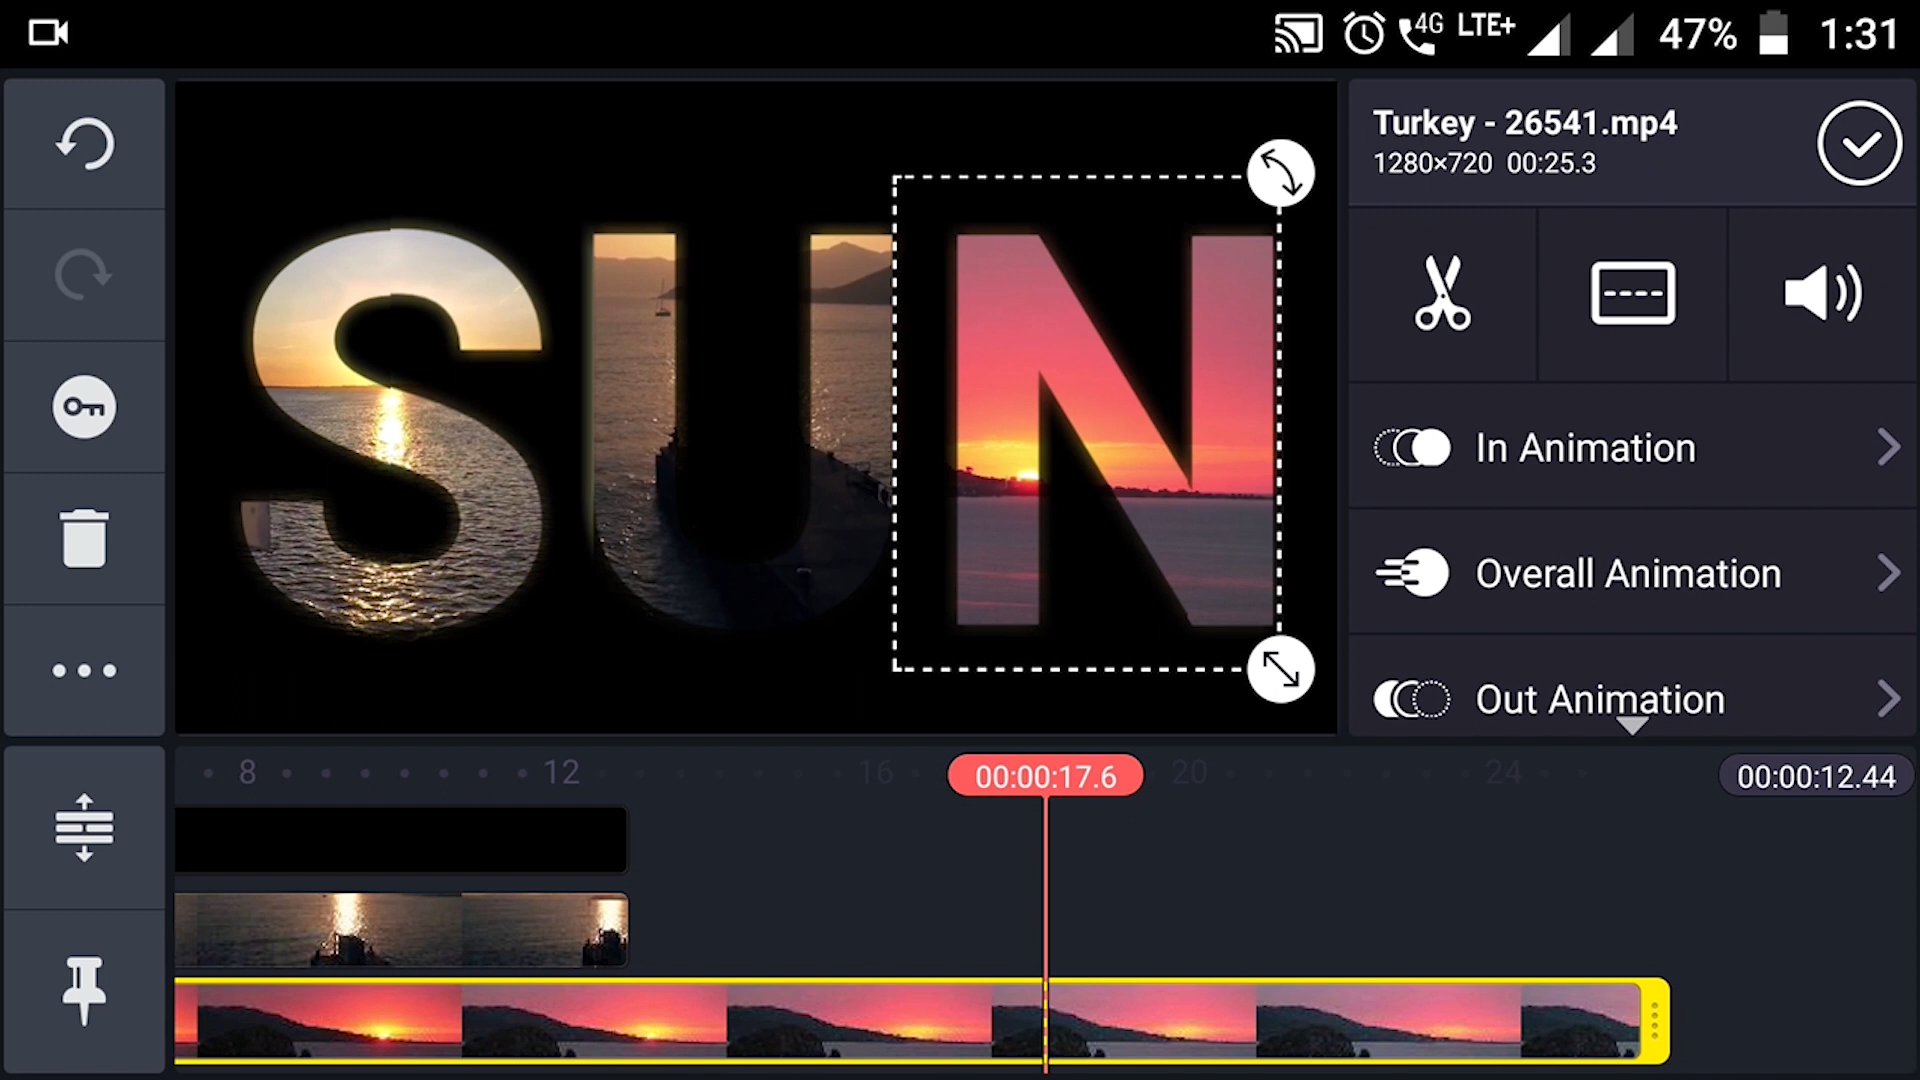 4G LTE+ 47% 1:31
Turkey - 26541.mp4
1280×720 00:25.3
SUN
In Animation
Overall Animation
Out Animation
8 12 16 00:00:17.6 20 24 00:00:12.44